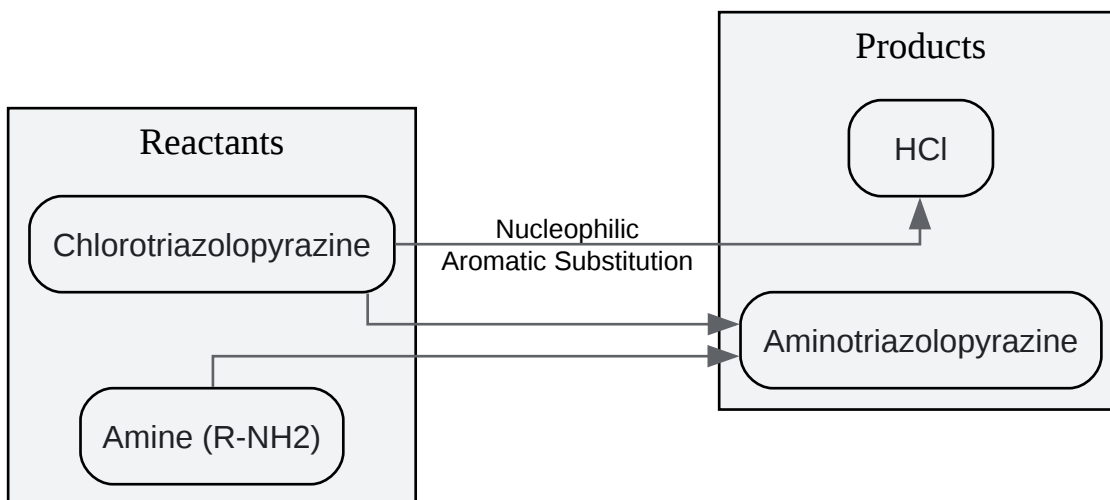 Reactants
Chlorotriazolopyrazine
Amine (R-NH2)
Nucleophilic
Aromatic Substitution
Products
HCl
Aminotriazolopyrazine